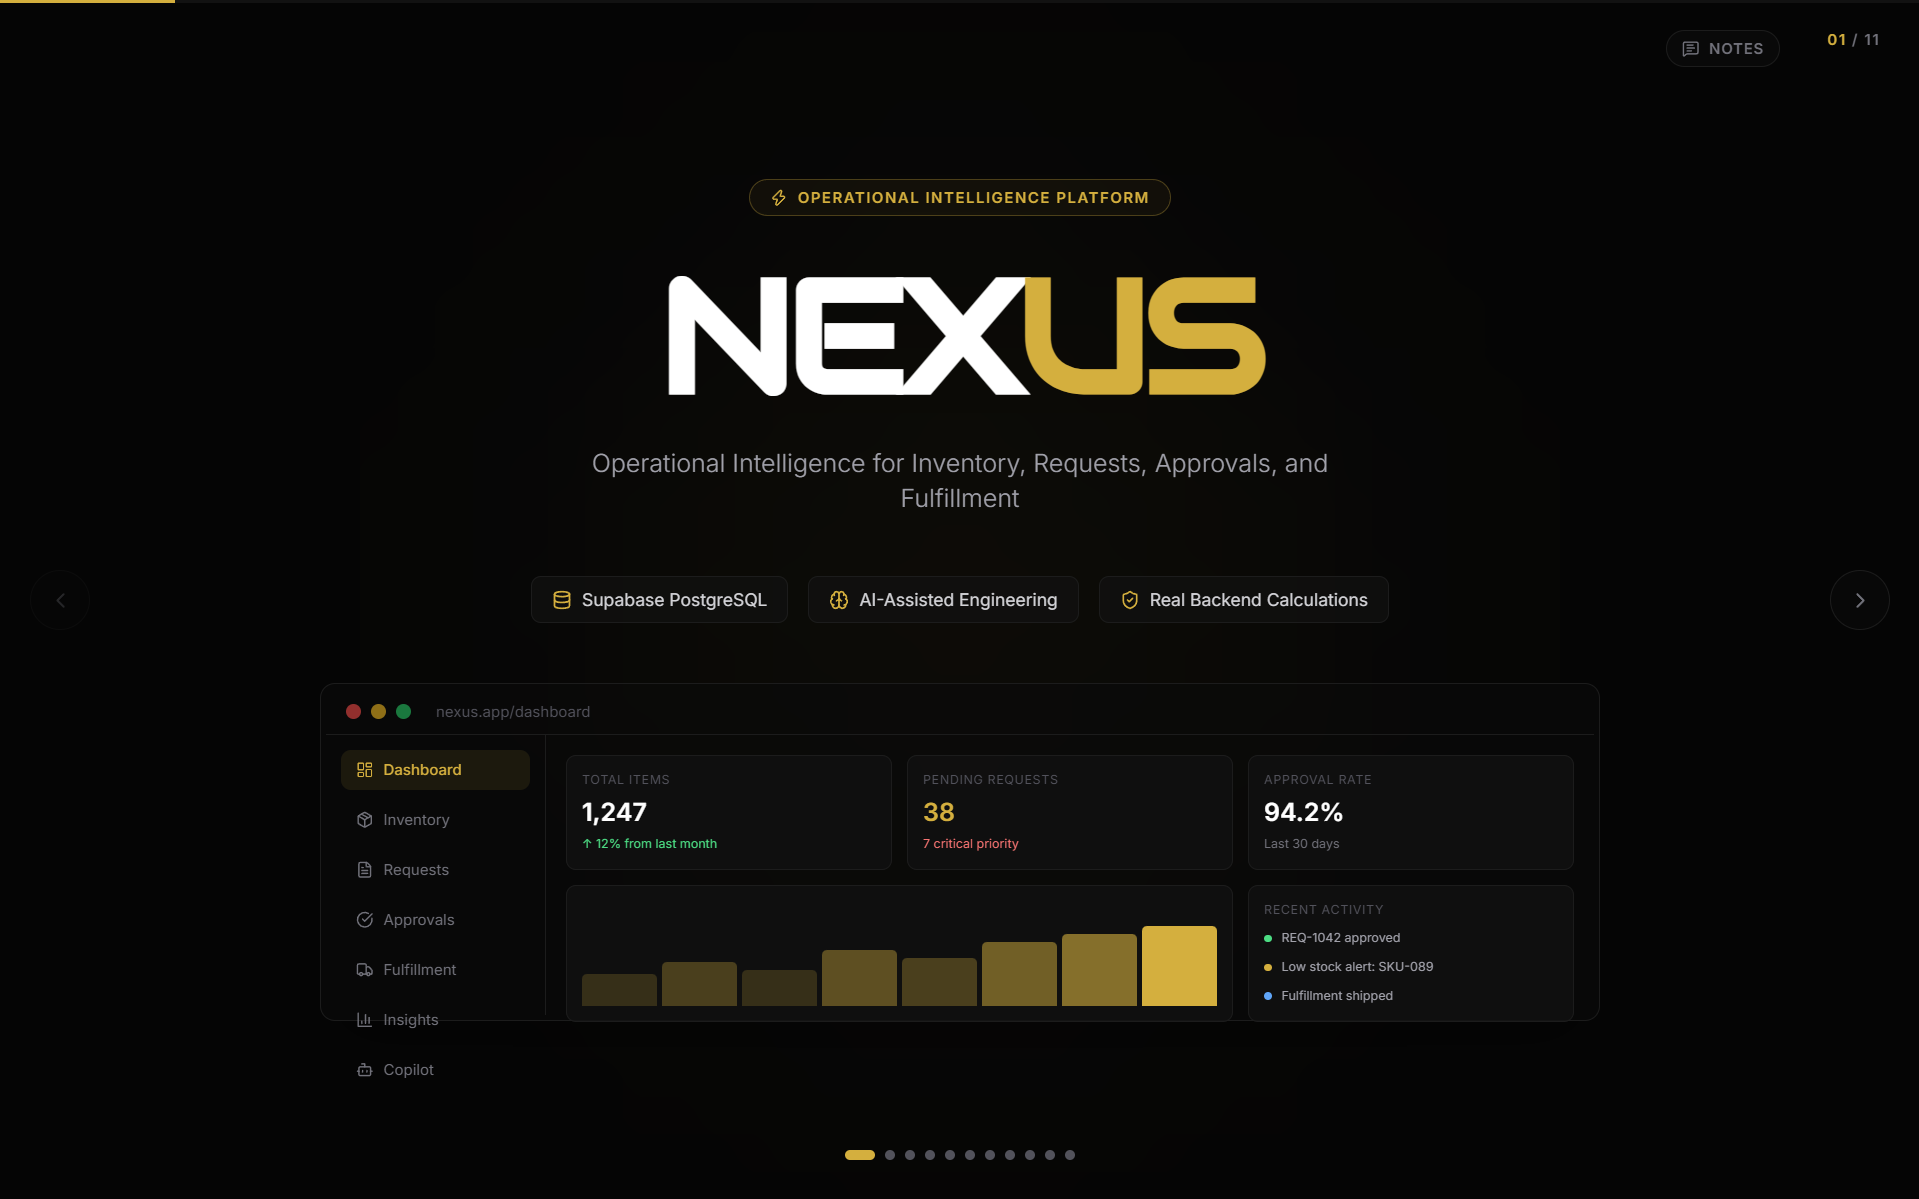 NOTES
01 / 11
OPERATIONAL INTELLIGENCE PLATFORM
NEXUS
Operational Intelligence for Inventory, Requests, Approvals, and
Fulfillment
Supabase PostgreSQL
AI-Assisted Engineering
Real Backend Calculations
nexus.app/dashboard
Dashboard
Inventory
Requests
Approvals
Fulfillment
Insights
Copilot
TOTAL ITEMS
1,247
↑ 12% from last month
PENDING REQUESTS
38
7 critical priority
APPROVAL RATE
94.2%
Last 30 days
RECENT ACTIVITY
REQ-1042 approved
Low stock alert: SKU-089
Fulfillment shipped